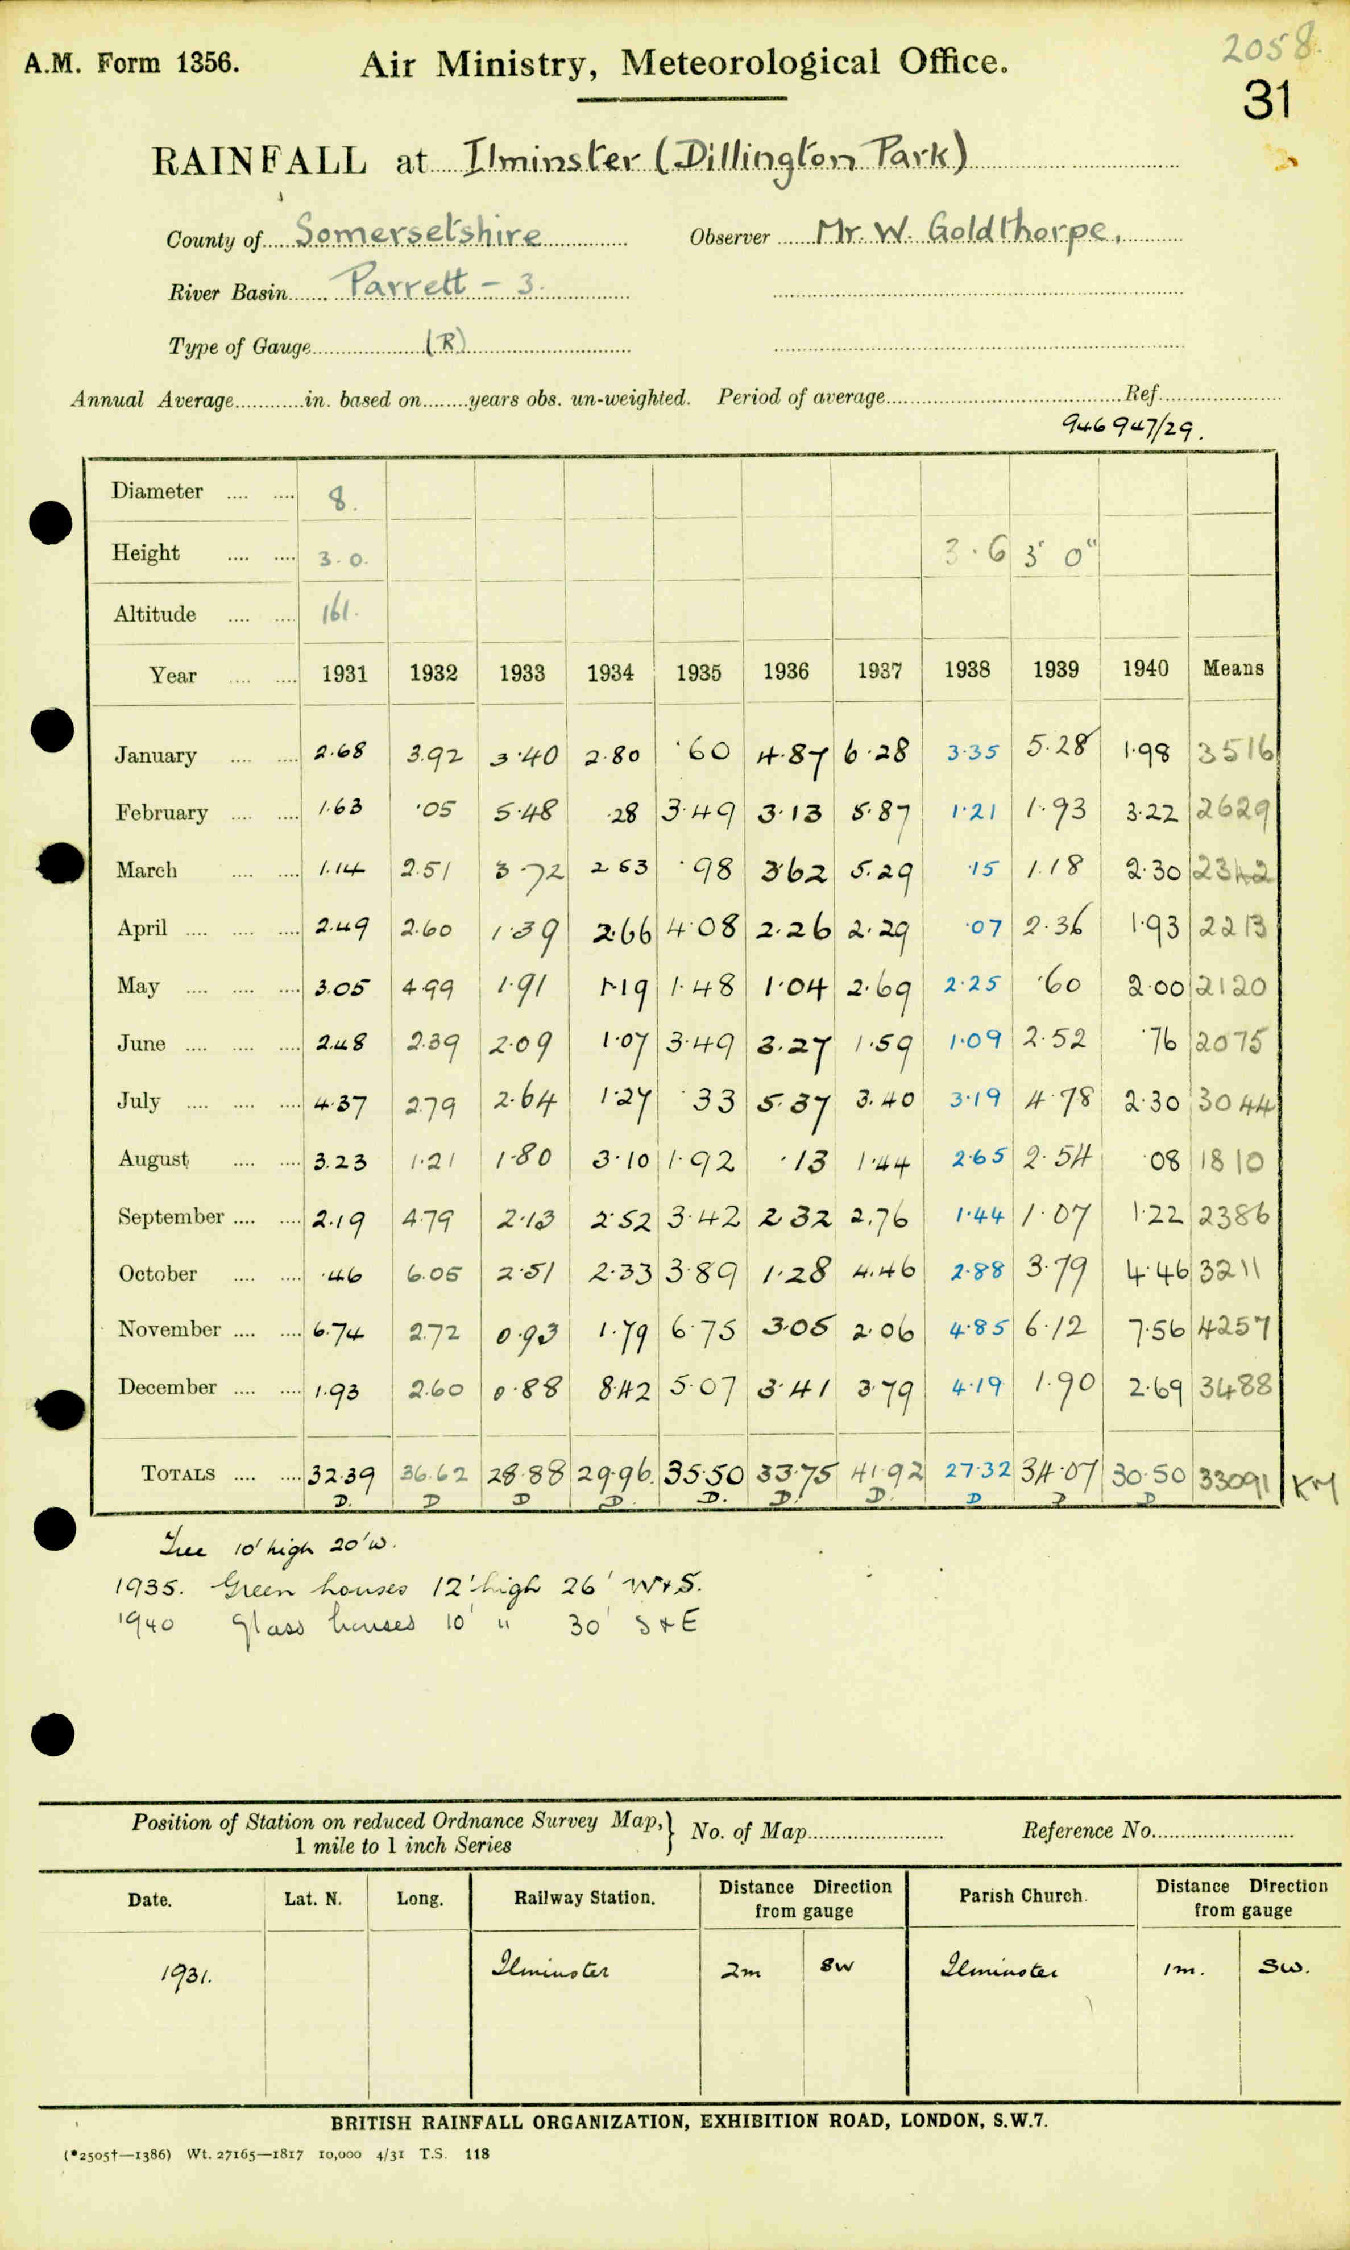 2058.
A.M. Form 1356. Air Ministry, Meteorological Office.
31
RAINFALL at Ilminster (Dillington Park)
County of Somersetshire Observer Mr. W. Goldthorpe.
River Basin Parrett - 3.
Type of Gauge (R)
Annual Average in. based on years obs. un-weighted. Period of average Ref.
946947/29.
Diameter 8.
Height 3.0. 3.6 3' 0"
Altitude 161.
Year 1931 1932 1933 1934 1935 1936 1937 1938 1939 1940 Means
January 2.68 3.92 3.40 2.80 .60 4.87 6.28 3.35 5.28 1.98 3516
February 1.63 .05 5.48 .28 3.49 3.13 5.87 1.21 1.93 3.22 2629
March 1.14 2.51 3.72 2.53 .98 3.62 5.29 .15 1.18 2.30 2342
April 2.49 2.60 1.39 2.66 4.08 2.26 2.29 .07 2.36 1.93 2213
May 3.05 4.99 1.91 1.19 1.48 1.04 2.69 2.25 .60 2.00 2120
June 2.48 2.39 2.09 1.07 3.49 3.27 1.59 1.09 2.52 .76 2075
July 4.37 2.79 2.64 1.27 .33 5.37 3.40 3.19 4.78 2.30 3044
August 3.23 1.21 1.80 3.10 1.92 .13 1.44 2.65 2.54 .08 1810
September 2.19 4.79 2.13 2.52 3.42 2.32 2.76 1.44 1.07 1.22 2386
October .46 6.05 2.51 2.33 3.89 1.28 4.46 2.88 3.79 4.46 3211
November 6.74 2.72 0.93 1.79 6.75 3.05 2.06 4.85 6.12 7.56 4257
December 1.93 2.60 0.88 8.42 5.07 3.41 3.79 4.19 1.90 2.69 3488
TOTALS 32.39 36.62 28.88 29.96. 35.50 33.75 41.92 27.32 34.07 30.50 33091 KM
D. D D D. D. D. D. D D D
Tree 10' high 20' W.
1935. Green houses 12' high 26' W+S.
1940 Glass houses 10' " 30' S+E
Position of Station on reduced Ordnance Survey Map, } No. of Map Reference No.
1 mile to 1 inch Series
Date. Lat. N. Long. Railway Station. Distance Direction from gauge Parish Church. Distance Direction from gauge
1931. Ilminster 2m SW Ilminster 1m. SW.
BRITISH RAINFALL ORGANIZATION, EXHIBITION ROAD, LONDON, S.W.7.
(*2505†—1386) Wt. 27165—1817 10,000 4/31 T.S. 118